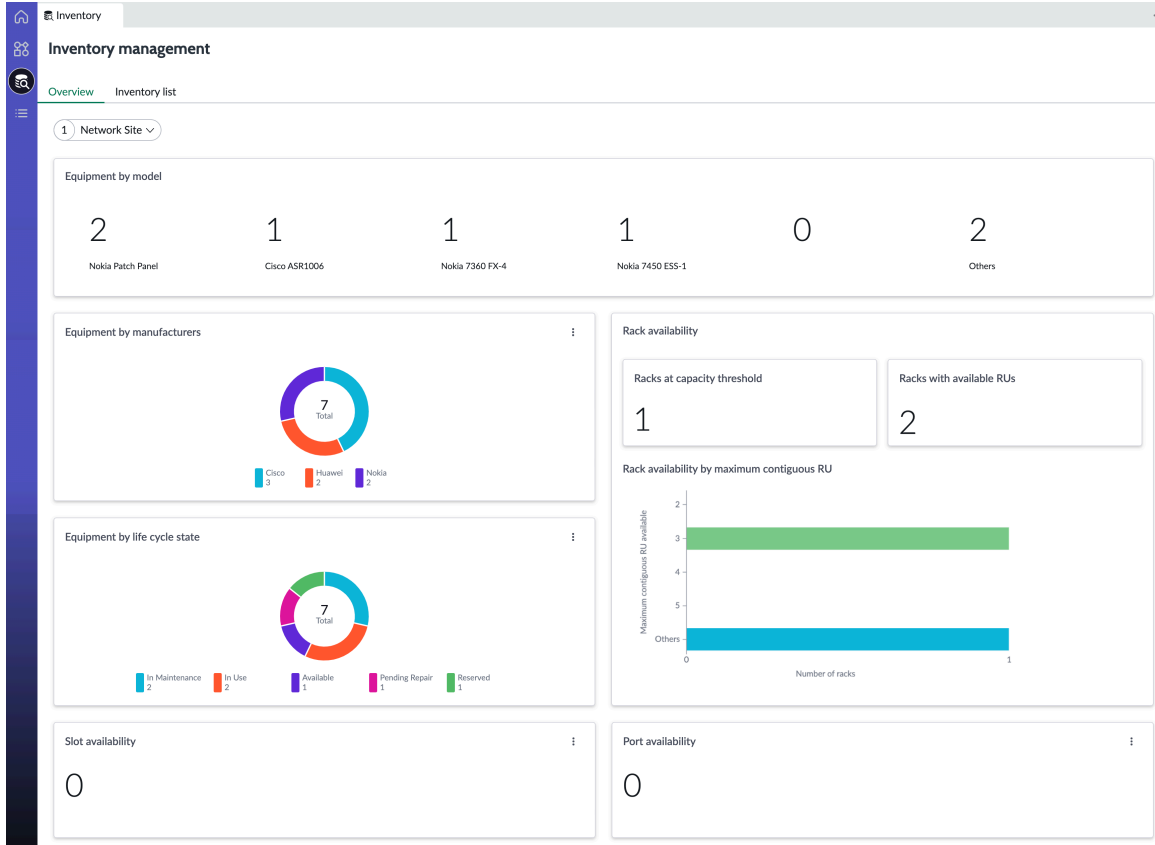 Inventory
Inventory management
Overview Inventory list
1 Network Site
Equipment by model
2 1 1 1 0 2
Nokia Patch Panel Cisco ASR1006 Nokia 7360 FX-4 Nokia 7450 ESS-1 Others
Equipment by manufacturers
7
Total
Cisco Huawei Nokia
3 2 2
Equipment by life cycle state
7
Total
In Maintenance In Use Available Pending Repair Reserved
2 2 1 1 1
Rack availability
Racks at capacity threshold
1
Racks with available RUs
2
Rack availability by maximum contiguous RU
Maximum contiguous RU available
2
3
4
5
Others
0 1
Number of racks
Slot availability
0
Port availability
0